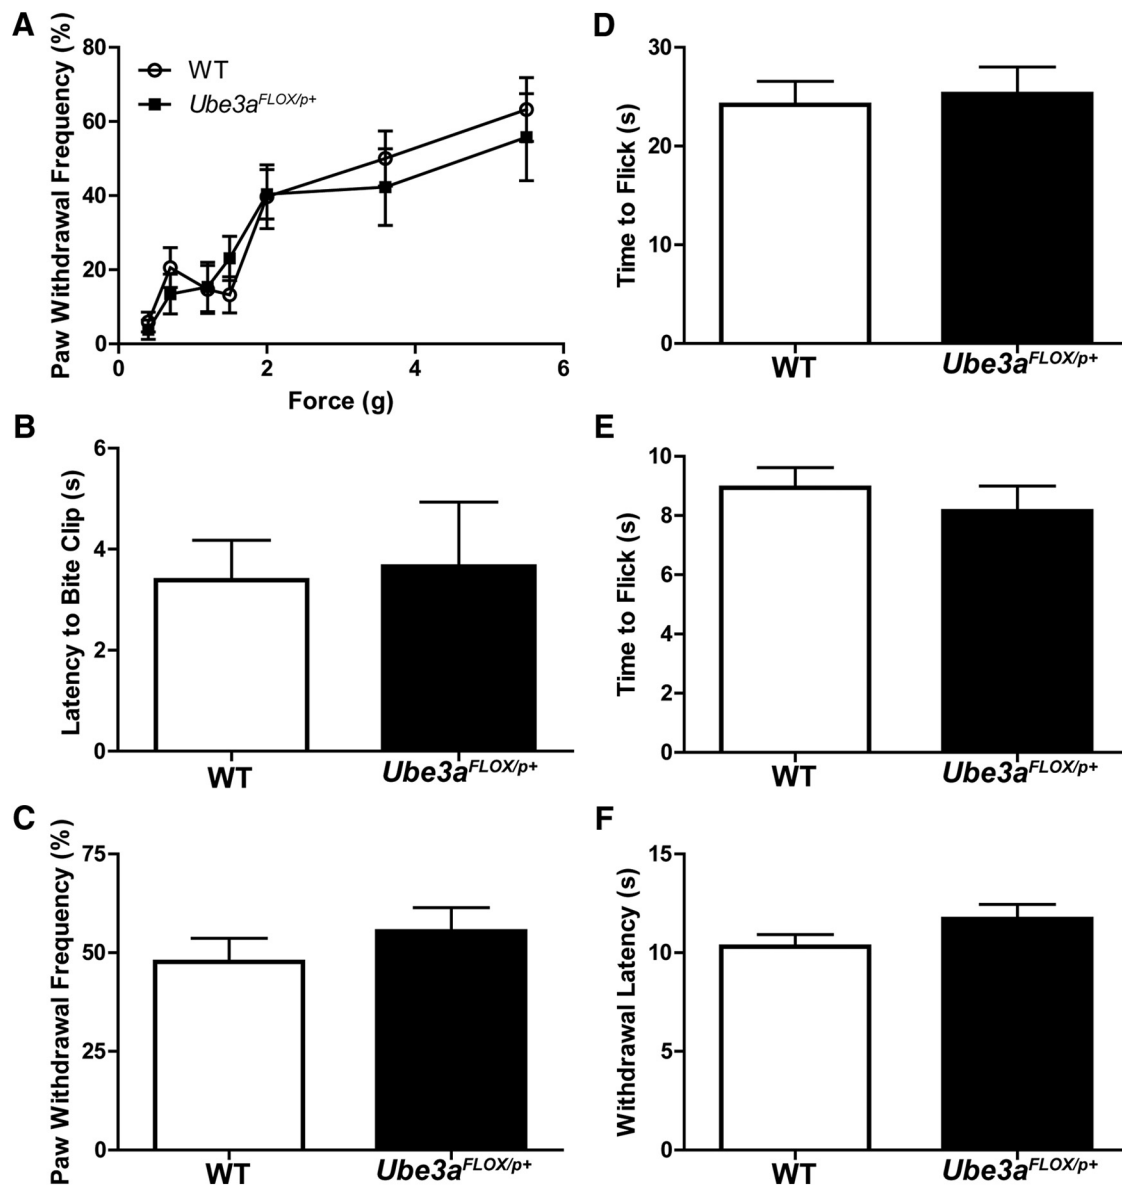 A
Paw Withdrawal Frequency (%)
80
60
40
20
0
WT
Ube3aFLOX/p+
0 2 4 6
Force (g)
B
Latency to Bite Clip (s)
6
4
2
0
WT Ube3aFLOX/p+
C
Paw Withdrawal Frequency (%)
75
50
25
0
WT Ube3aFLOX/p+
D
Time to Flick (s)
30
20
10
0
WT Ube3aFLOX/p+
E
Time to Flick (s)
10
8
6
4
2
0
WT Ube3aFLOX/p+
F
Withdrawal Latency (s)
15
10
5
0
WT Ube3aFLOX/p+